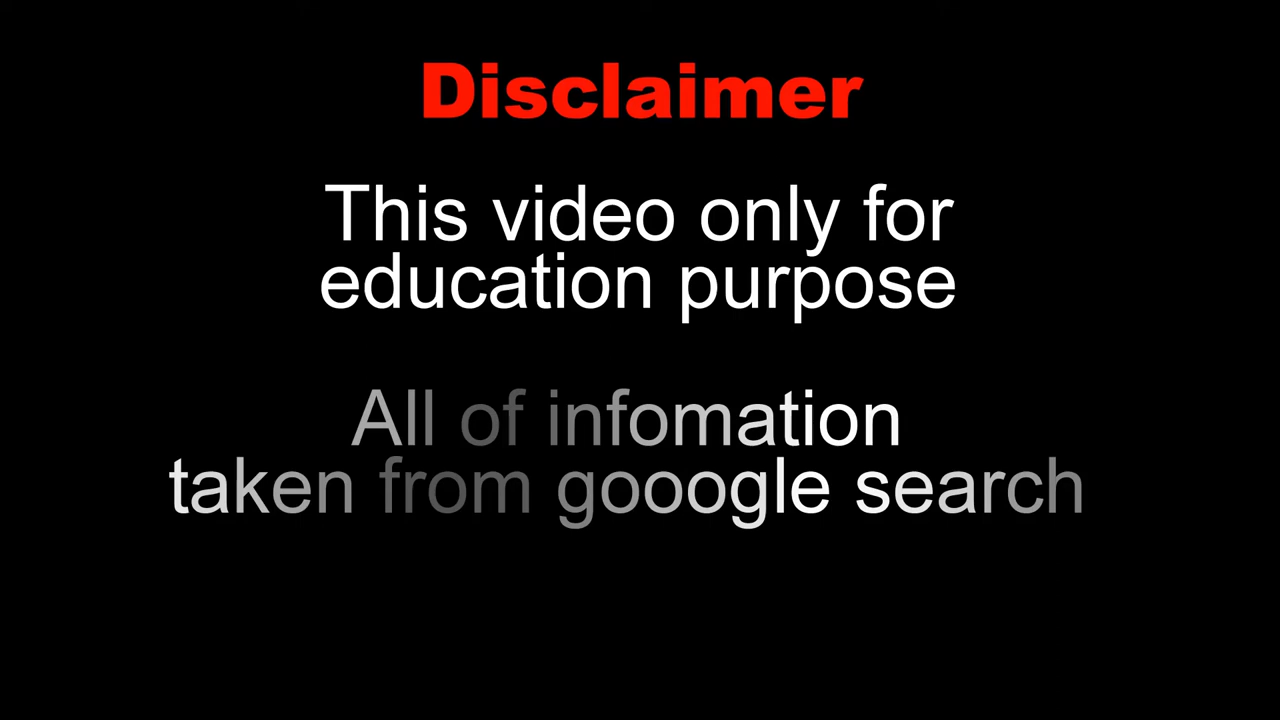 Disclaimer
This video only for
education purpose
All of infomation
taken from gooogle search